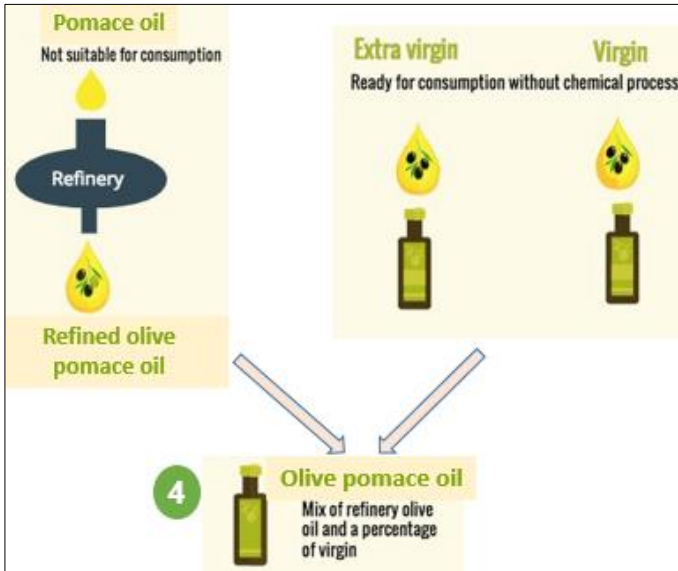 Pomace oil
Not suitable for consumption
Refinery
Refined olive
pomace oil
Extra virgin
Virgin
Ready for consumption without chemical process
4
Olive pomace oil
Mix of refinery olive
oil and a percentage
of virgin